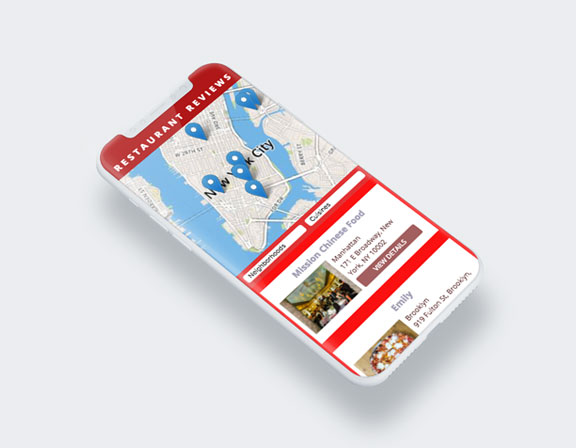 RESTAURANT REVIEWS
W 26TH ST
New York City
Neighborhoods
Cuisines
Mission Chinese Food
Manhattan
171 E Broadway, New
York, NY 10002
VIEW DETAILS
Emily
Brooklyn
919 Fulton St, Brooklyn,